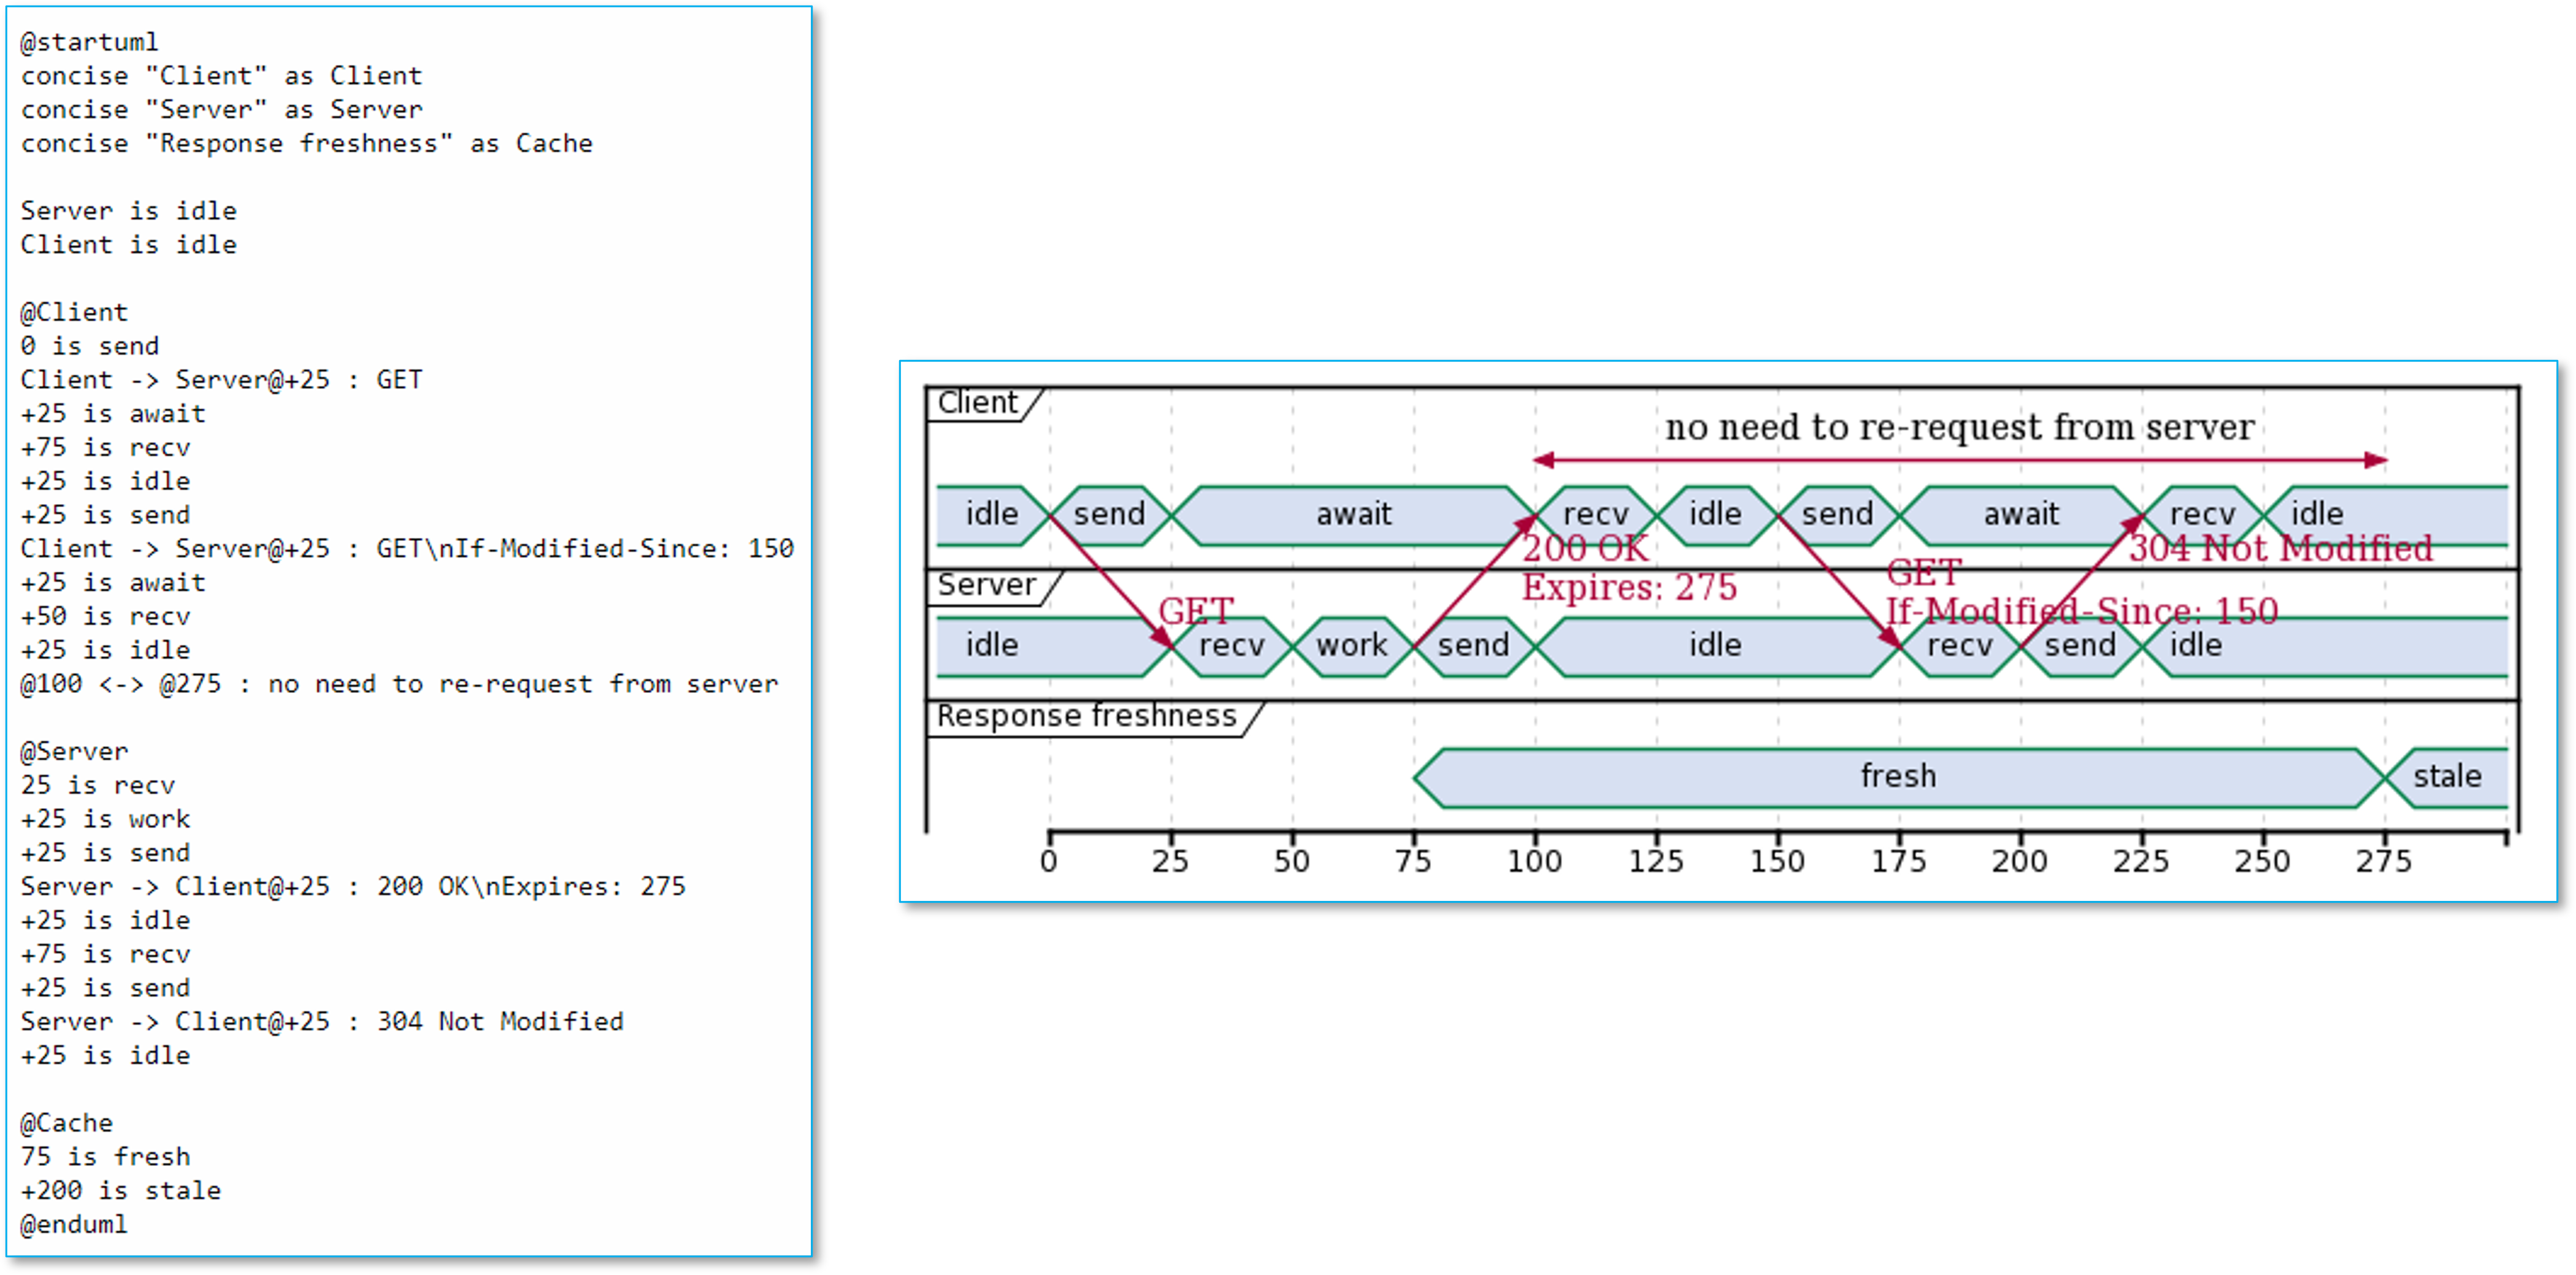 @startuml
concise "Client" as Client
concise "Server" as Server
concise "Response freshness" as Cache
Server is idle
Client is idle
@Client
0 is send
Client -> Server@+25 : GET
+25 is await
+75 is recv
+25 is idle
+25 is send
Client -> Server@+25 : GET\nIf-Modified-Since: 150
+25 is await
+50 is recv
+25 is idle
@100 <-> @275 : no need to re-request from server
@Server
25 is recv
+25 is work
+25 is send
Server -> Client@+25 : 200 OK\nExpires: 275
+25 is idle
+75 is recv
+25 is send
Server -> Client@+25 : 304 Not Modified
+25 is idle
@Cache
75 is fresh
+200 is stale
@enduml
Client
no need to re-request from server
idle send await recv idle send await recv idle
200 OK
Expires: 275
304 Not Modified
Server
GET
GET
If-Modified-Since: 150
idle recv work send idle recv send idle
Response freshness
fresh stale
0 25 50 75 100 125 150 175 200 225 250 275